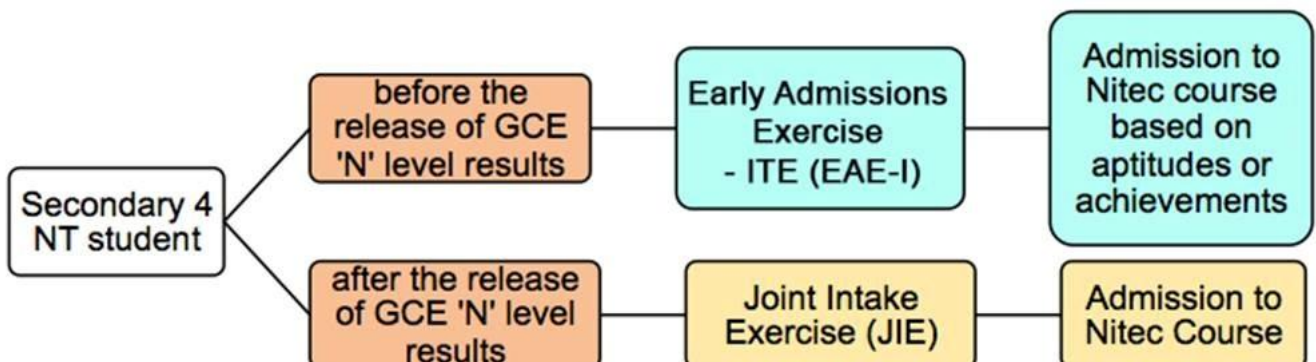 Secondary 4
NT student
before the
release of GCE
'N' level results
Early Admissions
Exercise
- ITE (EAE-I)
Admission to
Nitec course
based on
aptitudes or
achievements
after the release
of GCE 'N' level
results
Joint Intake
Exercise (JIE)
Admission to
Nitec Course